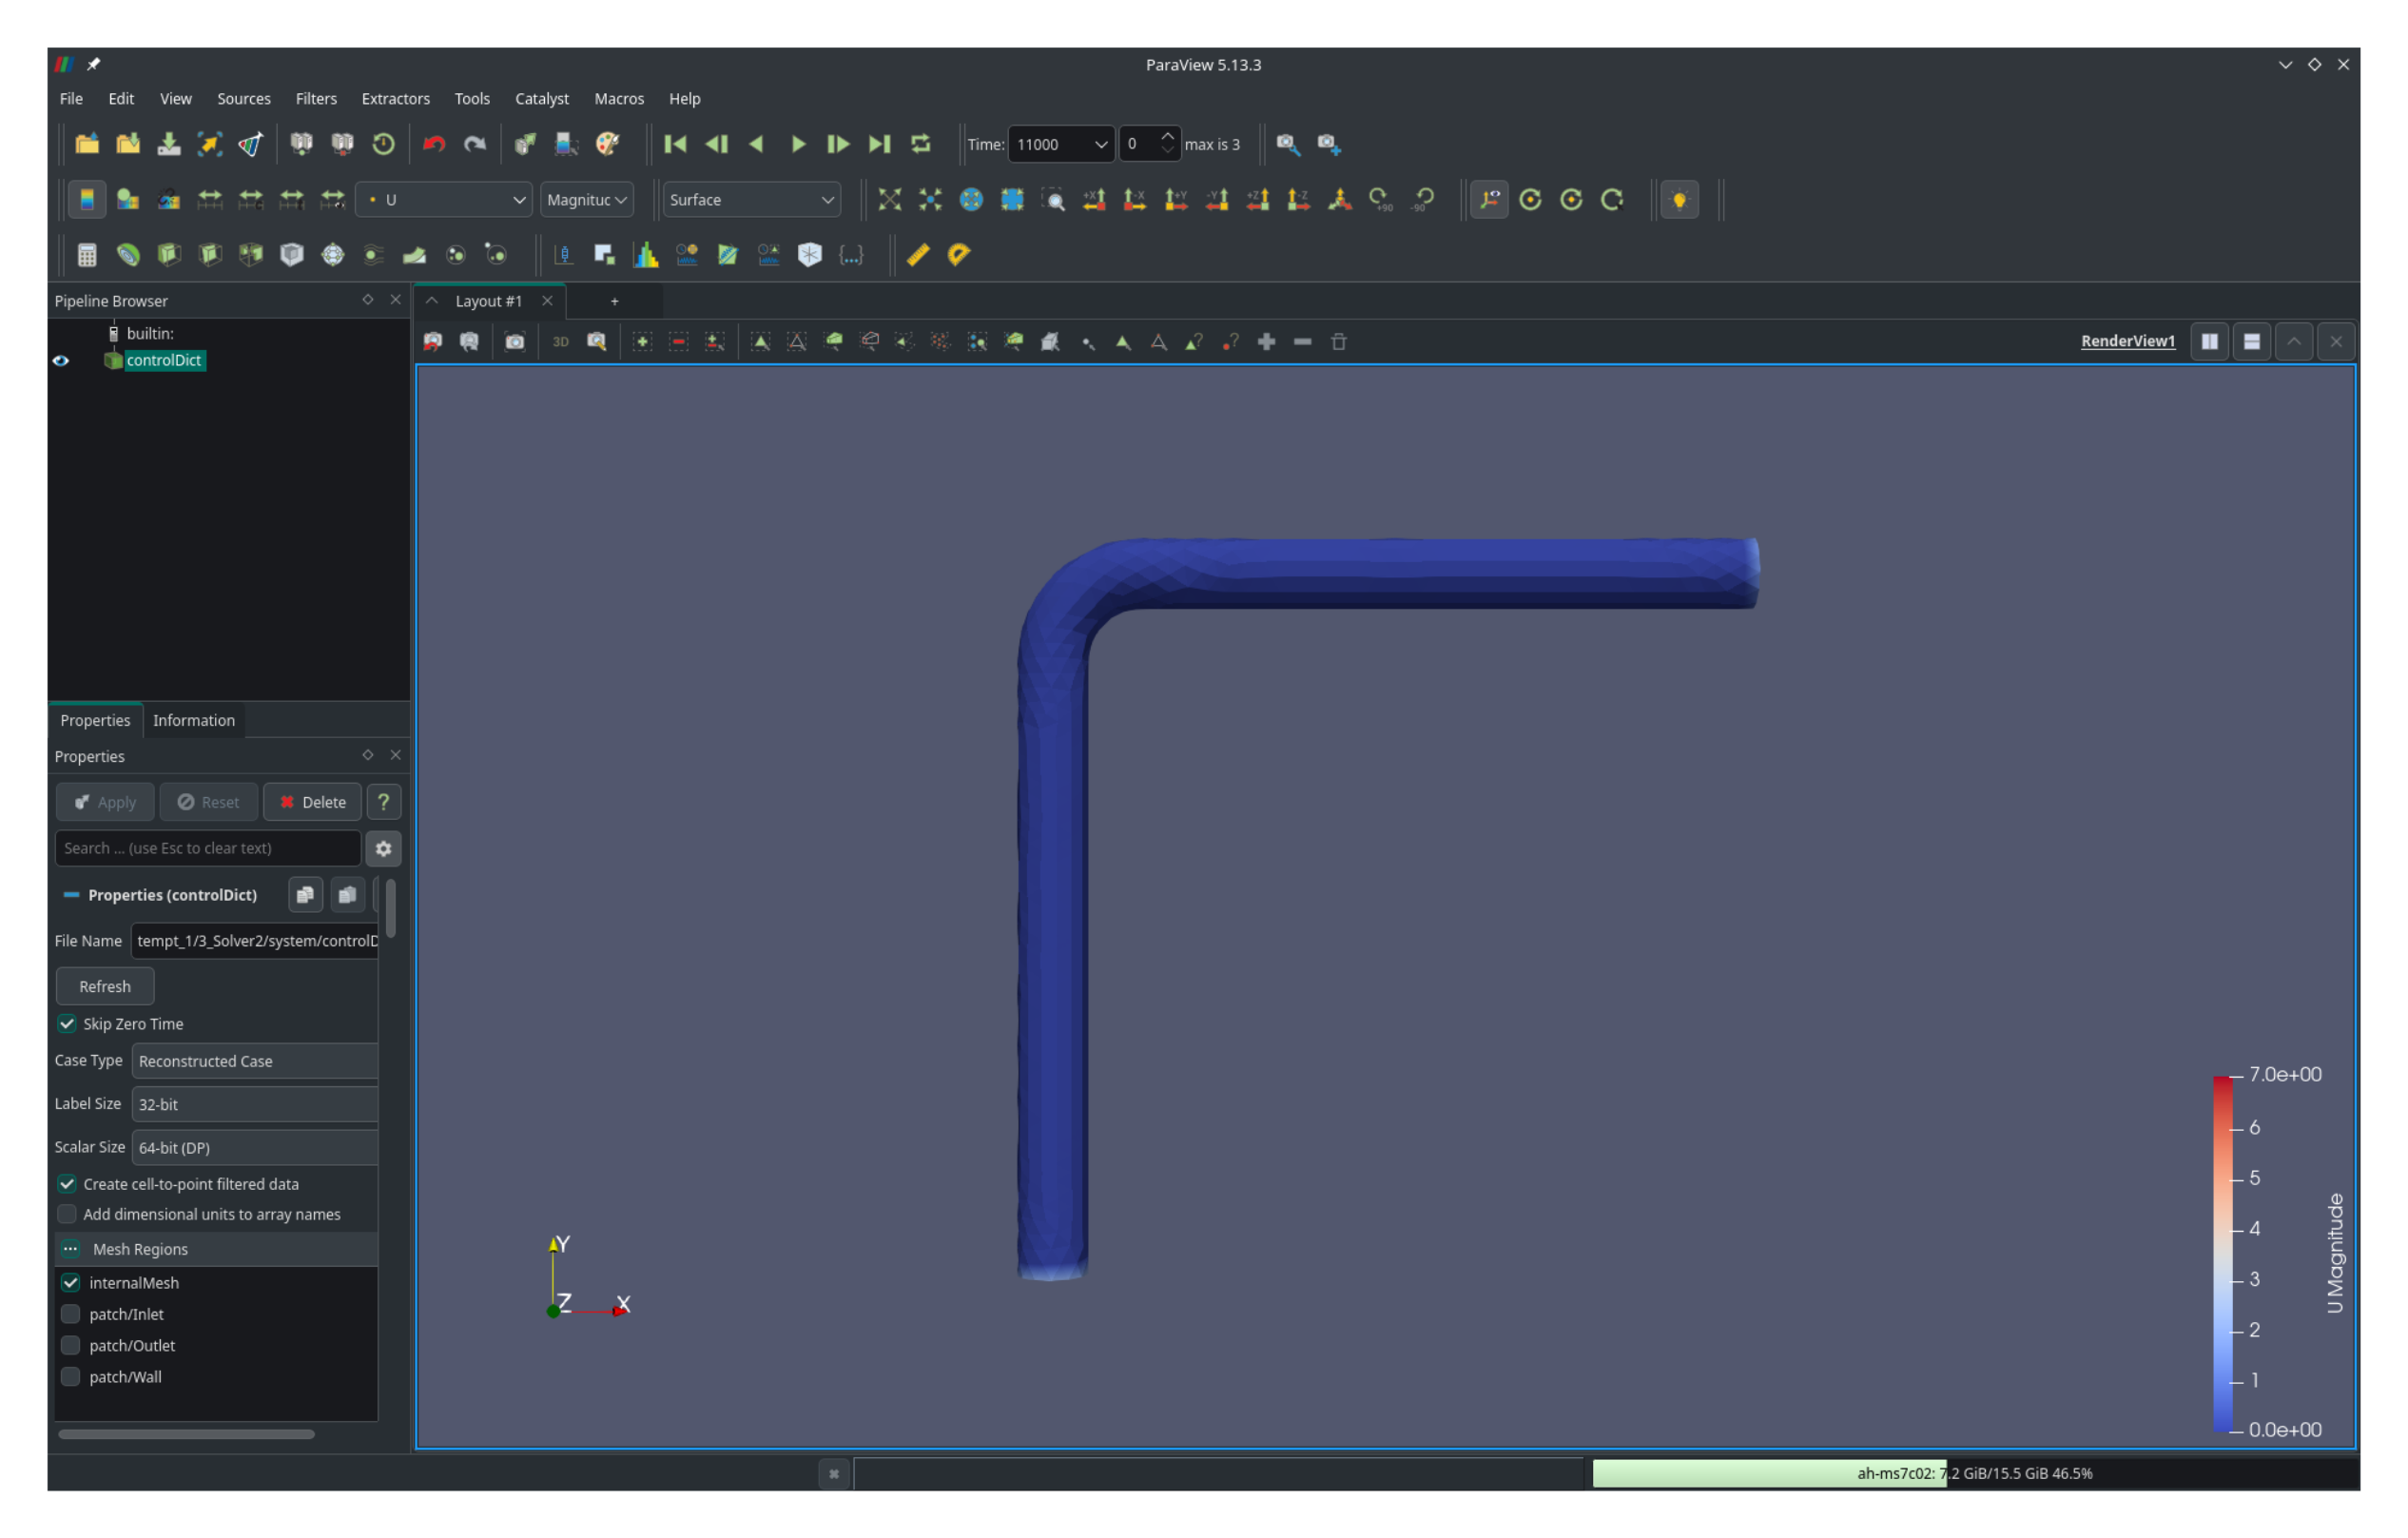 ParaView 5.13.3
File Edit View Sources Filters Extractors Tools Catalyst Macros Help
Time: 11000 0 max is 3
U Magnituc Surface +X -X +Y -Y +Z -Z +90 -90
Pipeline Browser
Layout #1 +
builtin:
controlDict
3D
RenderView1
Properties Information
Properties
Apply Reset Delete ?
Search ... (use Esc to clear text)
Properties (controlDict)
File Name tempt_1/3_Solver2/system/controlD
Refresh
Skip Zero Time
Case Type Reconstructed Case
Label Size 32-bit
Scalar Size 64-bit (DP)
Create cell-to-point filtered data
Add dimensional units to array names
Mesh Regions
internalMesh
patch/Inlet
patch/Outlet
patch/Wall
Y
Z X
7.0e+00
6
5
4
3
2
1
0.0e+00
U Magnitude
ah-ms7c02: 7.2 GiB/15.5 GiB 46.5%